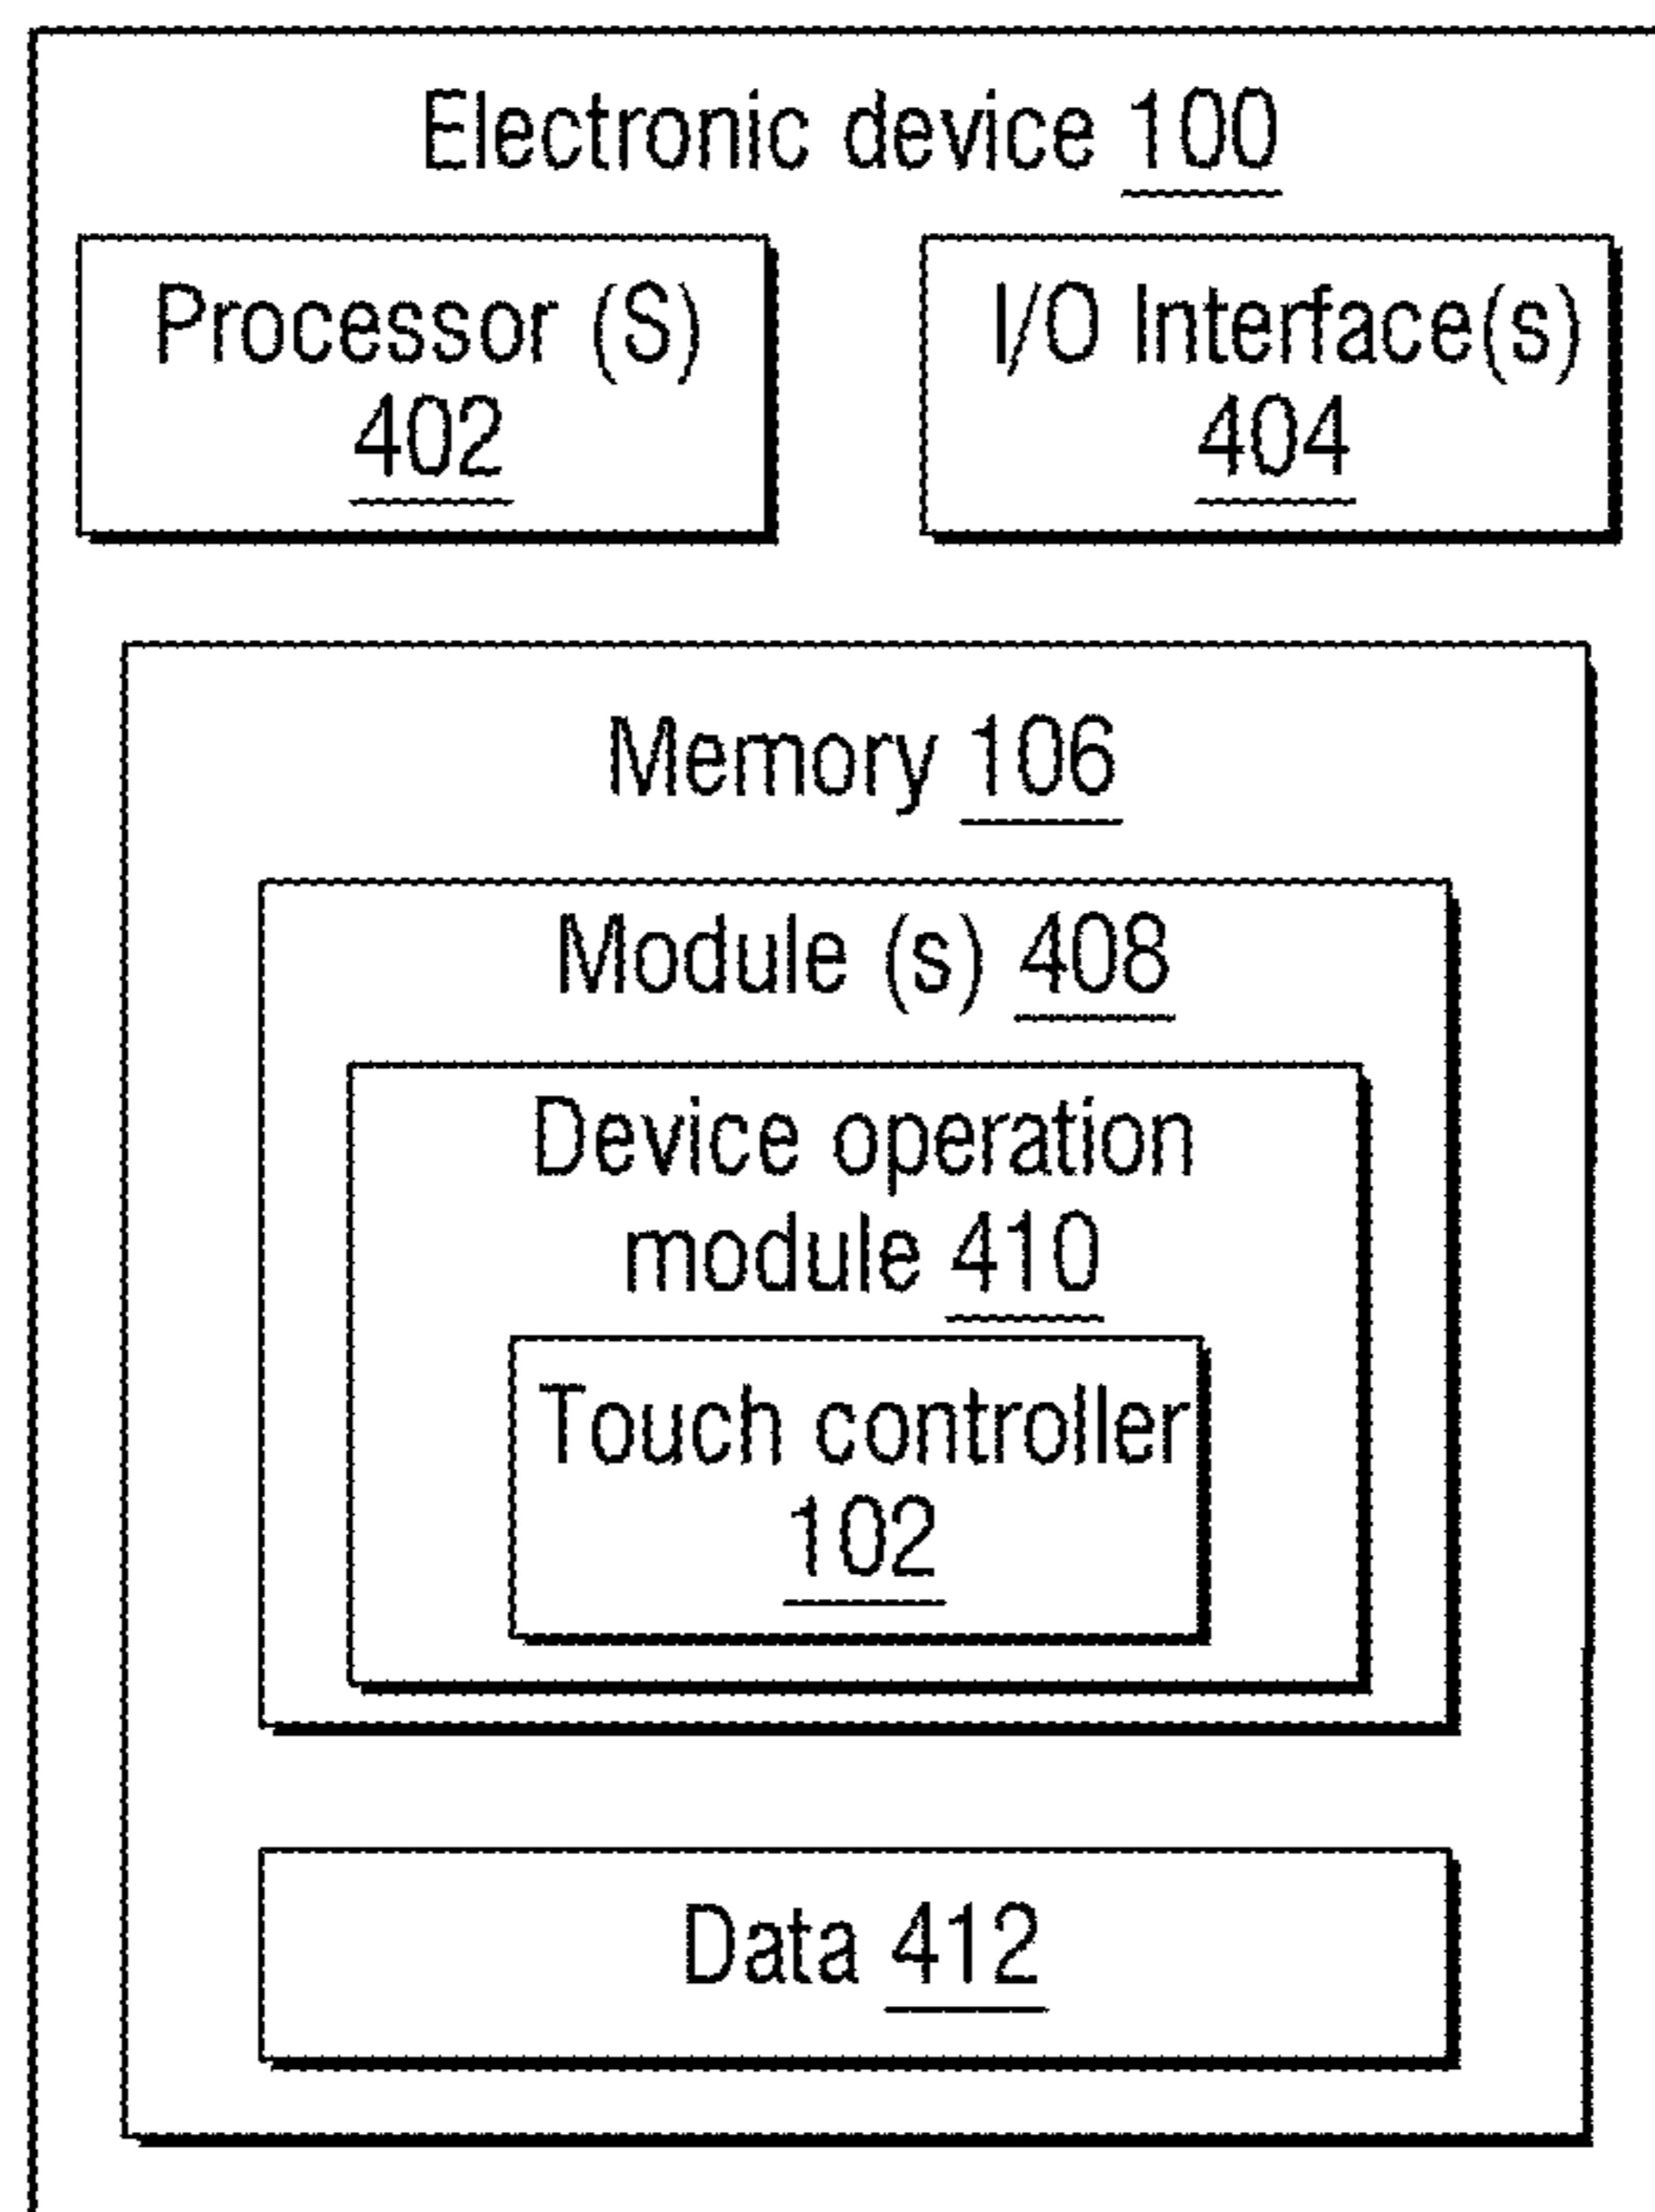 Electronic device 100
Processor (S)
402
I/O Interface(s)
404
Memory 106
Module (s) 408
Device operation
module 410
Touch controller
102
Data 412